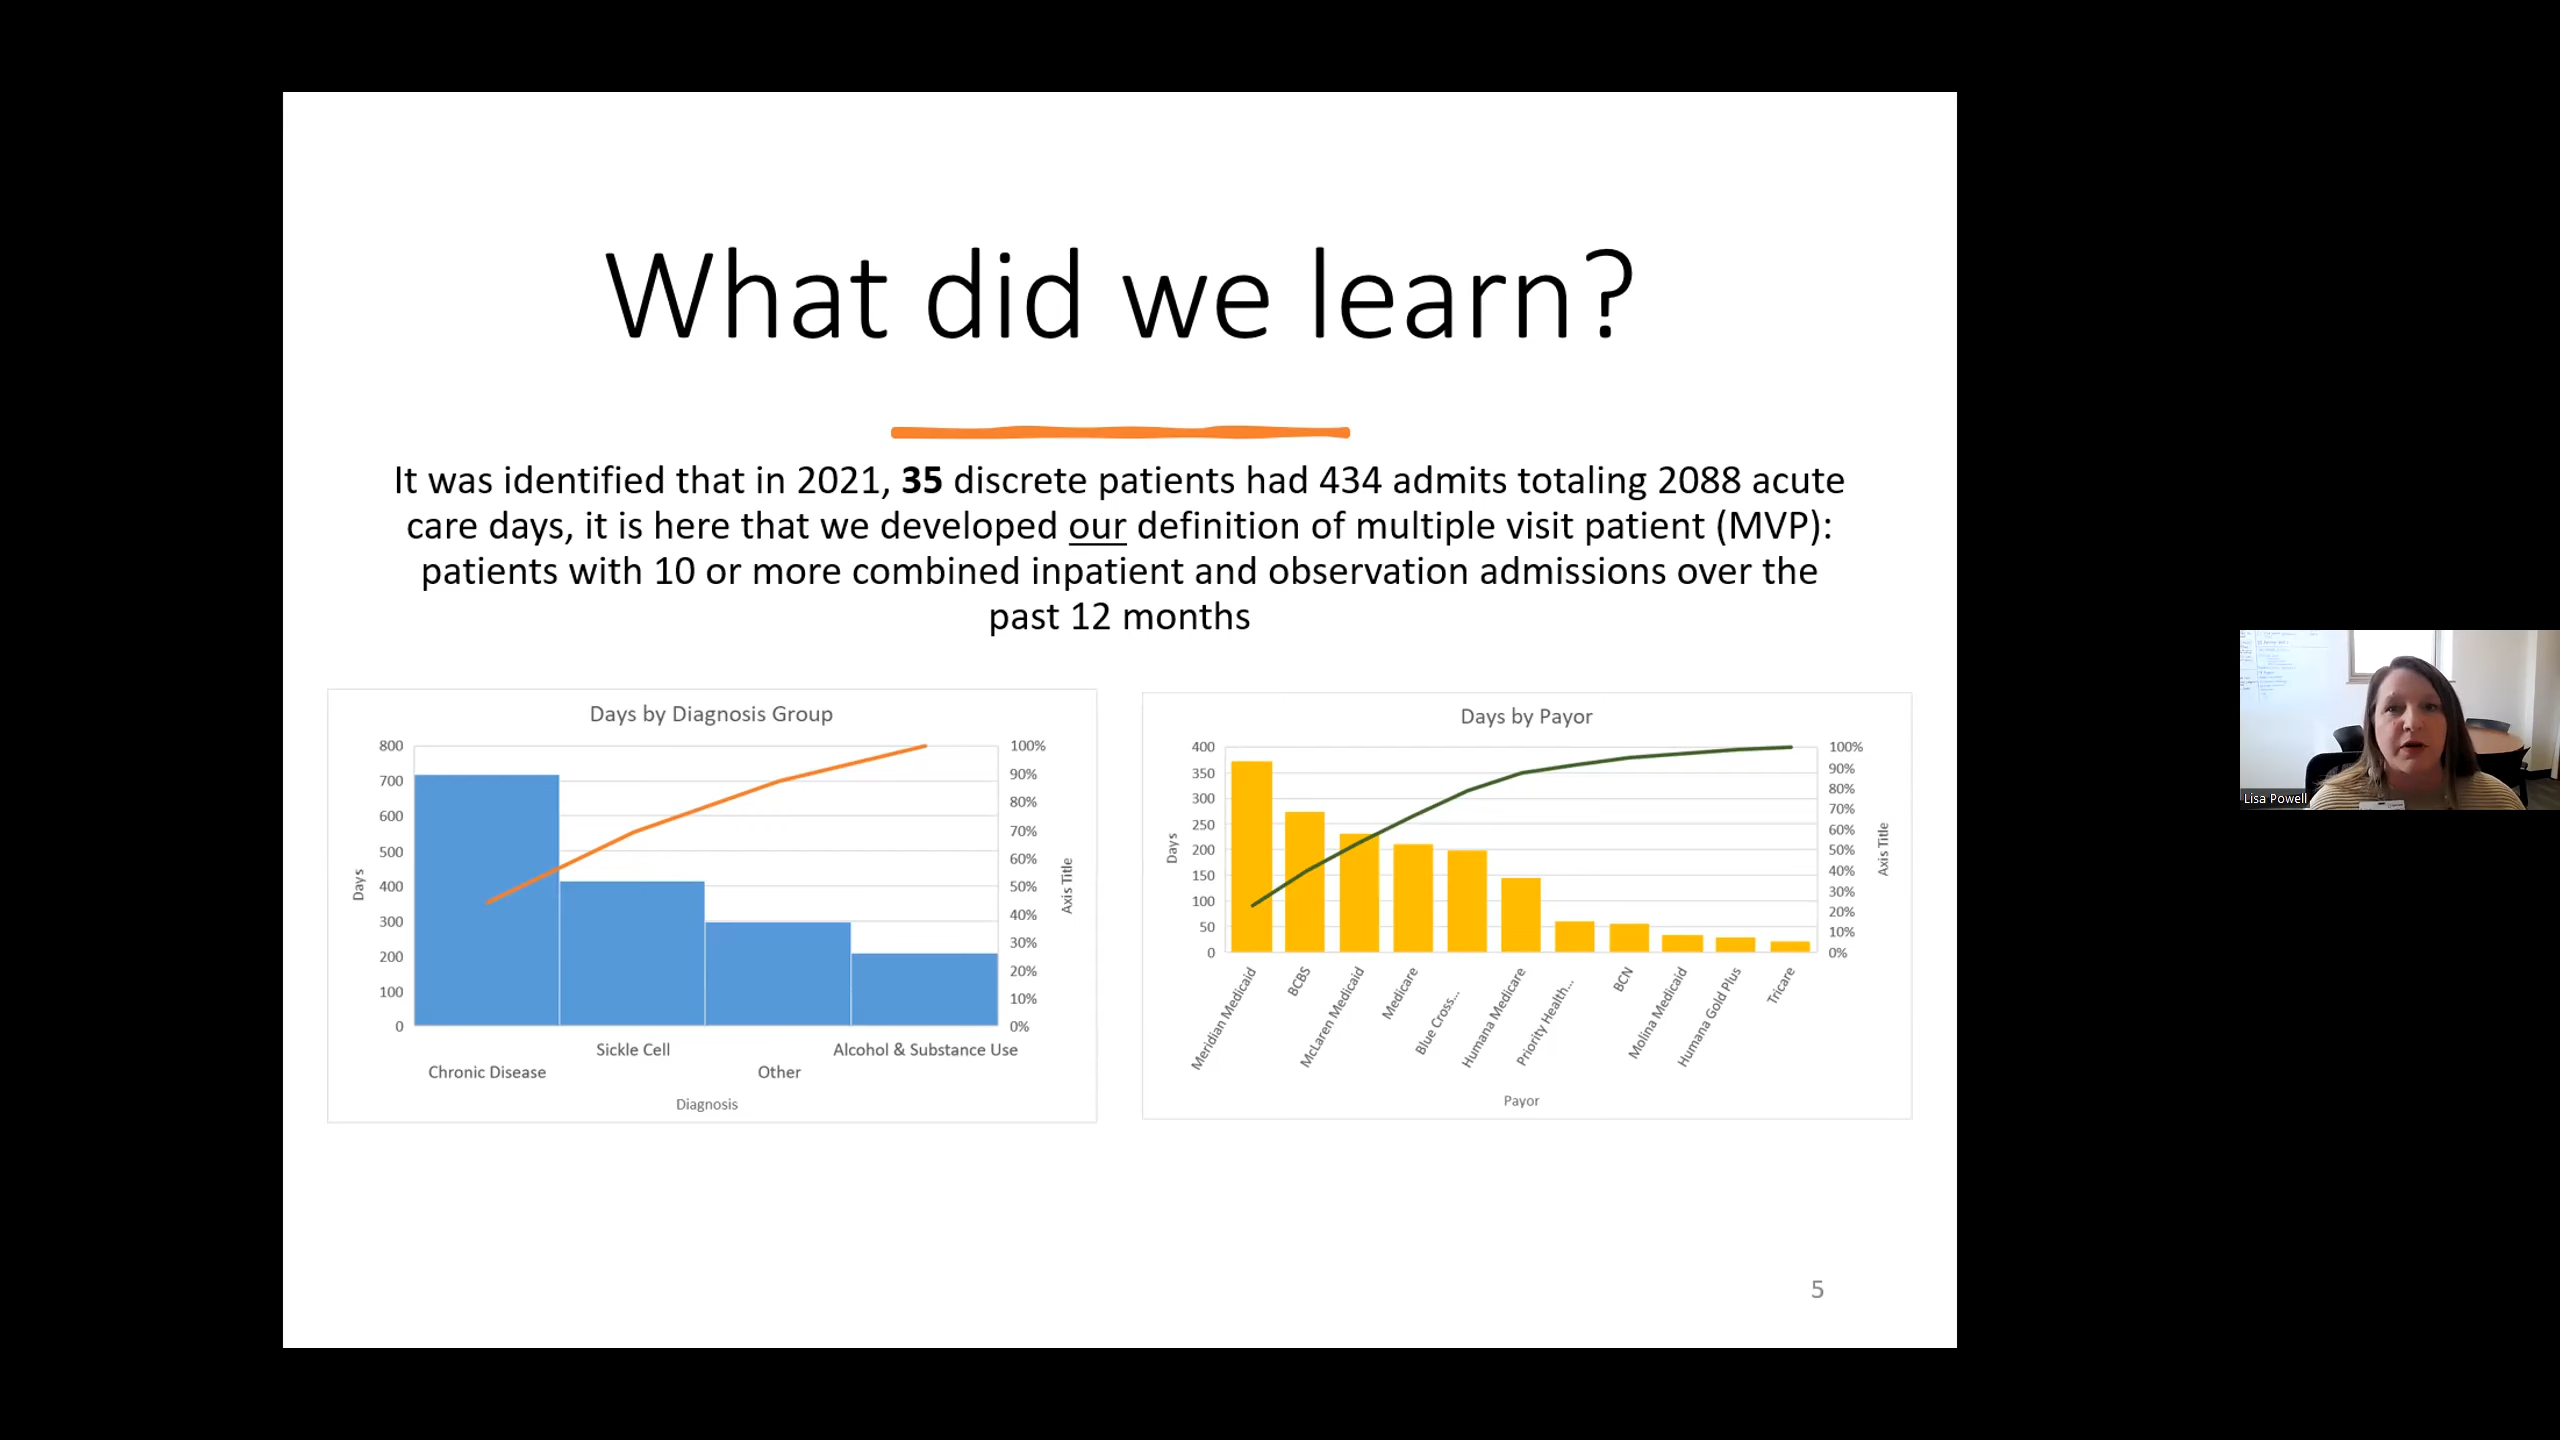 What did we learn?
It was identified that in 2021, 35 discrete patients had 434 admits totaling 2088 acute
care days, it is here that we developed our definition of multiple visit patient (MVP):
patients with 10 or more combined inpatient and observation admissions over the
past 12 months
Days by Diagnosis Group
800
700
600
500
400
300
200
100
0
Days
100%
90%
80%
70%
60%
50%
40%
30%
20%
10%
0%
Axis Title
Sickle Cell
Alcohol & Substance Use
Chronic Disease
Other
Diagnosis
Days by Payor
400
350
300
250
200
150
100
50
0
Days
100%
90%
80%
70%
60%
50%
40%
30%
20%
10%
0%
Axis Title
Meridian Medicaid
BCBS
McLaren Medicaid
Medicare
Blue Cross...
Humana Medicare
Priority Health...
BCN
Molina Medicaid
Humana Gold Plus
Tricare
Payor
5
Lisa Powell